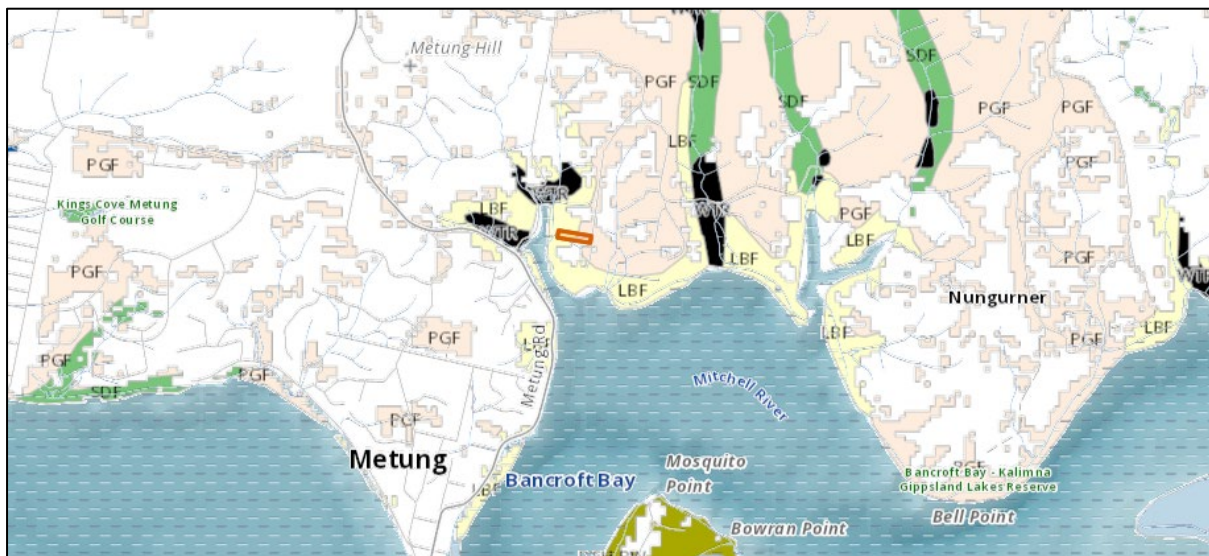 Metung Hill
SDF
PGF
SDF
PGF
PGF
SDF
LBF
PGF
PGF
Kings Cove Metung
Golf Course
LBF
WTR
WTR
PGF
LBF
PGF
LBF
LBF
PGF
Nungurner
WTR
LBF
LBF
PGF
PGF
PGF
PGF
SDF
Metung Rd
Mitchell River
PGF
Metung
Mosquito
Point
Bancroft Bay
LBF
Bancroft Bay - Kalimna
Gippsland Lakes Reserve
Bell Point
Bowran Point